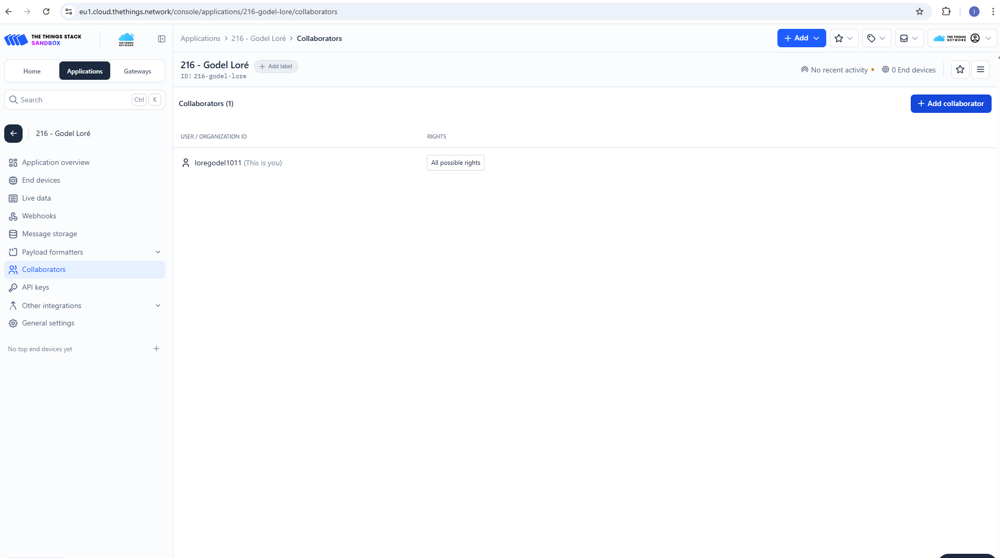 eu1.cloud.thethings.network/console/applications/216-godel-lore/collaborators
I
THE THINGS STACK
SANDBOX
THE THINGS
NETWORK
Applications > 216 - Godel Loré > Collaborators
+ Add
THE THINGS
NETWORK
Home
Applications
Gateways
216 - Godel Loré
+ Add label
ID: 216-godel-lore
No recent activity
0 End devices
Search
Ctrl
K
Collaborators (1)
+ Add collaborator
216 - Godel Loré
USER / ORGANIZATION ID
RIGHTS
loregodel1011 (This is you)
All possible rights
Application overview
End devices
Live data
Webhooks
Message storage
Payload formatters
Collaborators
API keys
Other integrations
General settings
No top end devices yet